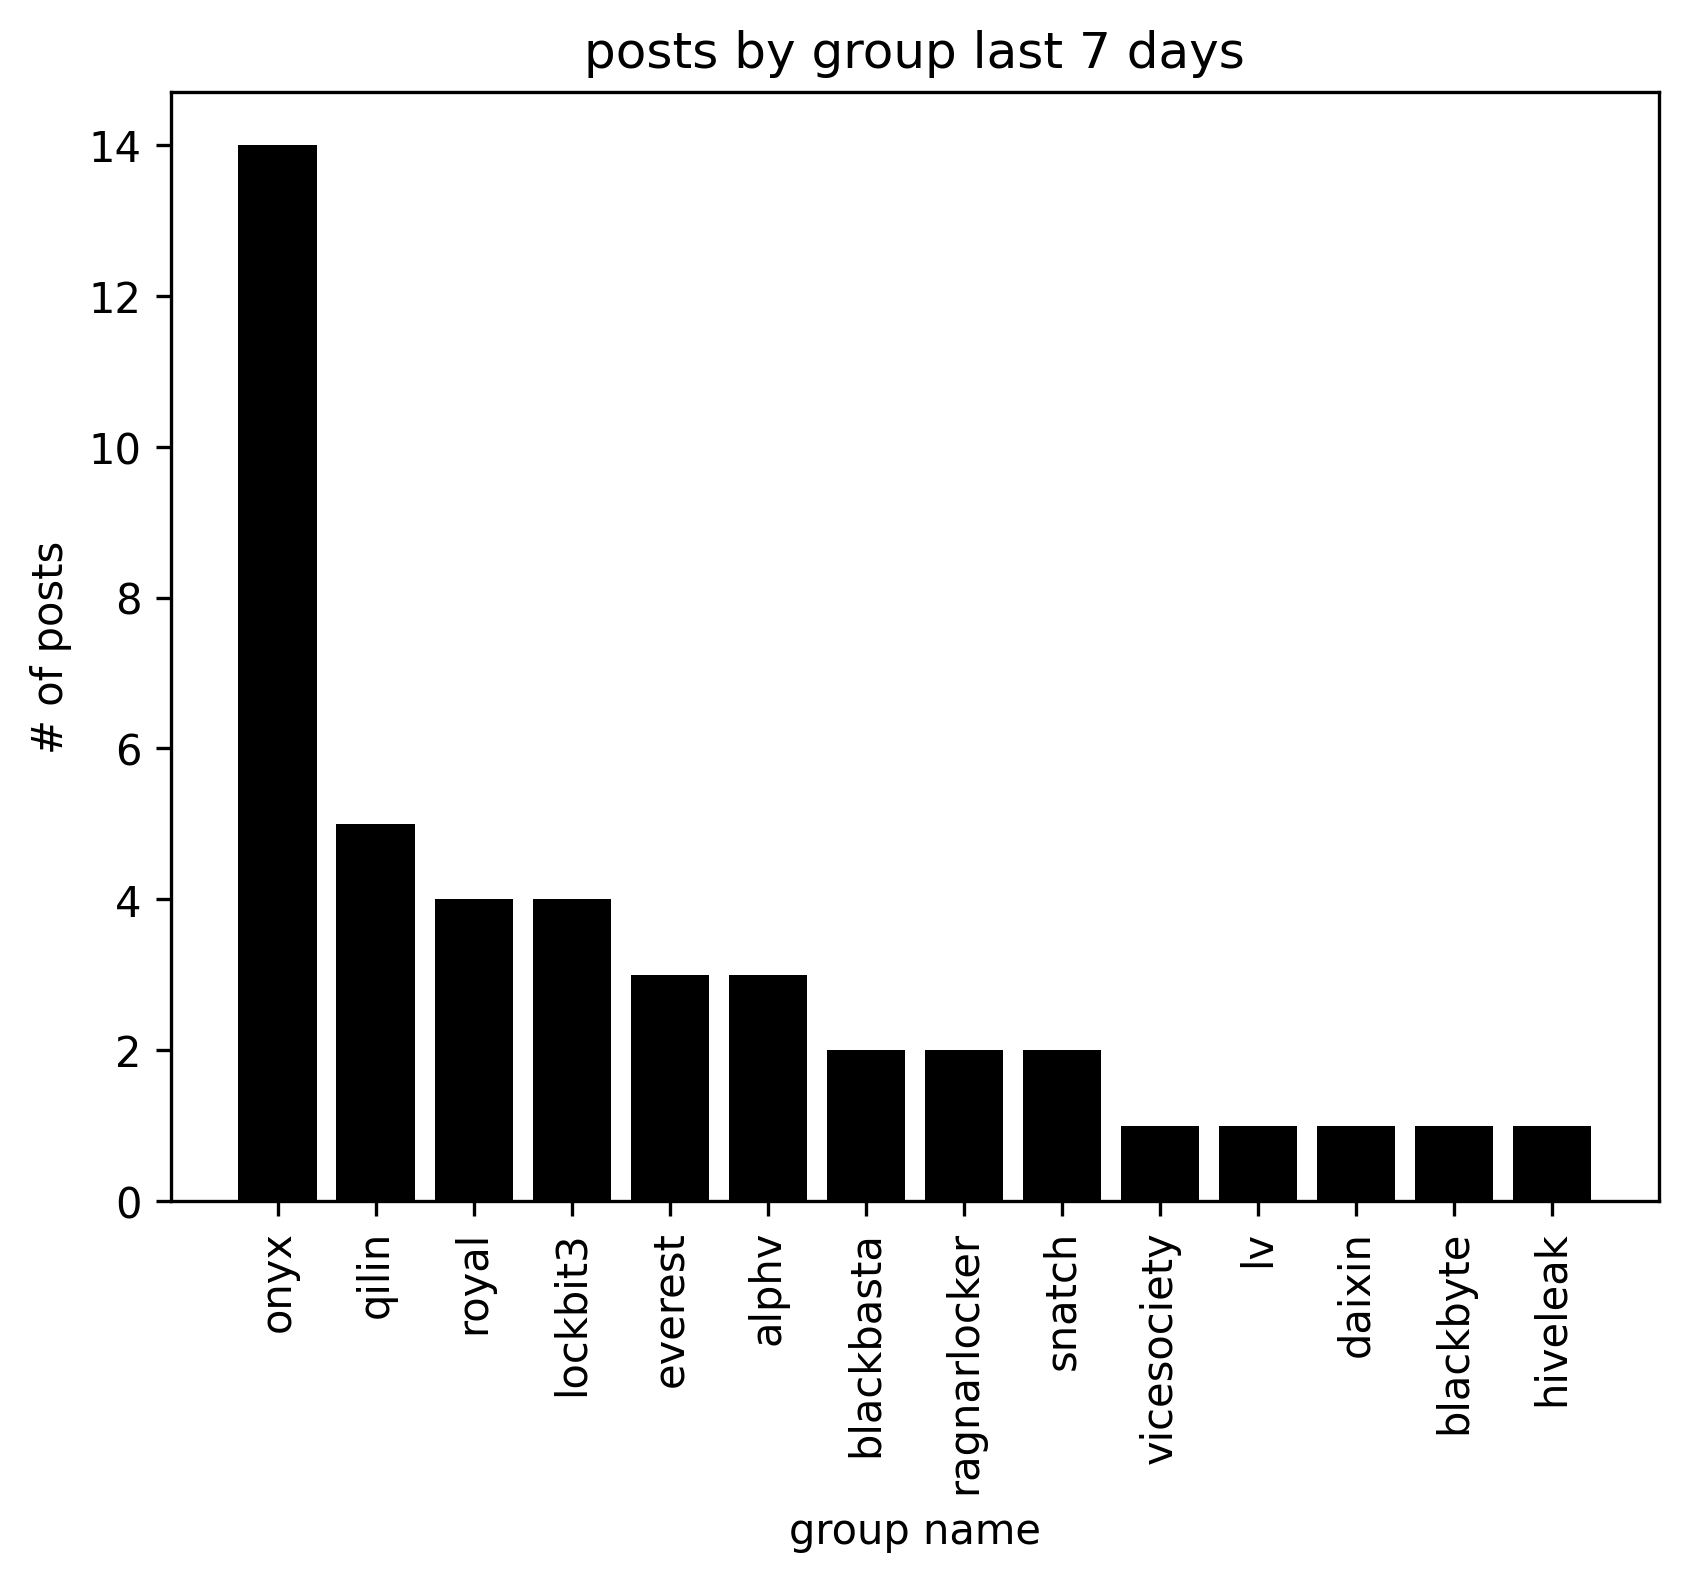 posts by group last 7 days
14
12
10
8
6
4
2
0
# of posts
onyx
qilin
royal
lockbit3
everest
alphv
blackbasta
ragnarlocker
snatch
vicesociety
lv
daixin
blackbyte
hiveleak
group name